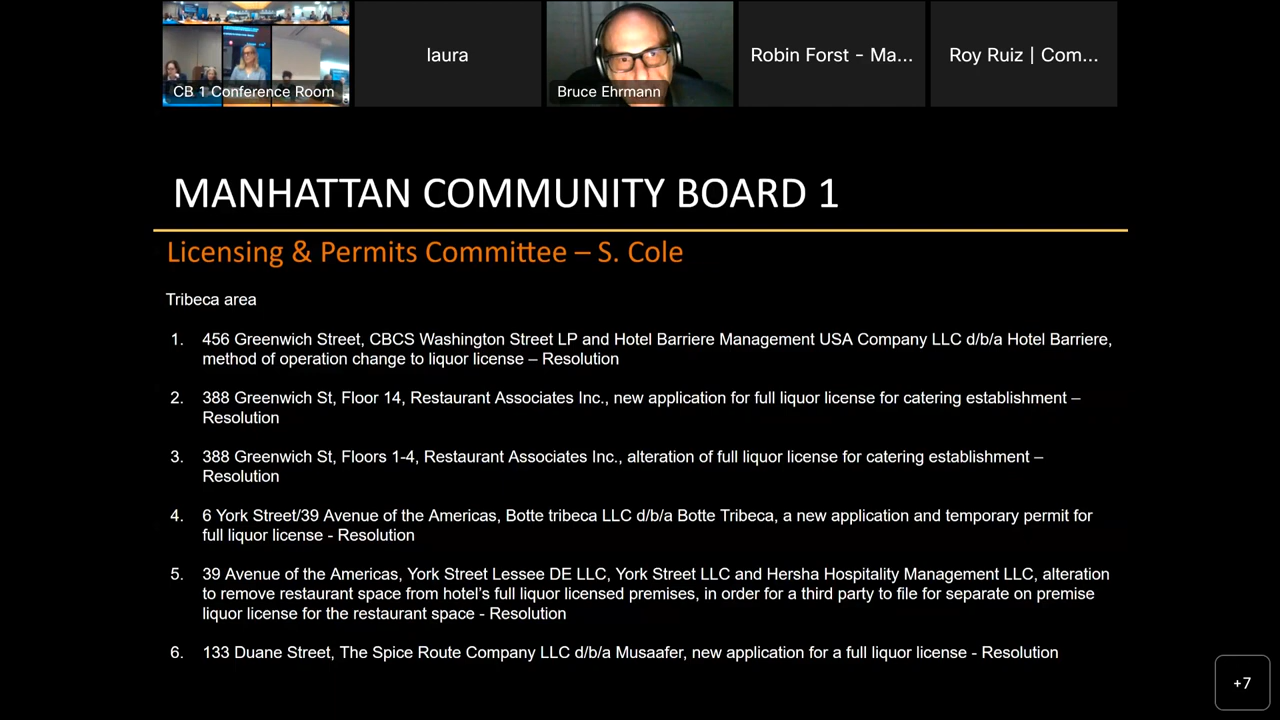 CB 1 Conference Room
laura
Bruce Ehrmann
Robin Forst - Ma...
Roy Ruiz | Com...
MANHATTAN COMMUNITY BOARD 1
Licensing & Permits Committee – S. Cole
Tribeca area
1. 456 Greenwich Street, CBCS Washington Street LP and Hotel Barriere Management USA Company LLC d/b/a Hotel Barriere,
method of operation change to liquor license – Resolution
2. 388 Greenwich St, Floor 14, Restaurant Associates Inc., new application for full liquor license for catering establishment –
Resolution
3. 388 Greenwich St, Floors 1-4, Restaurant Associates Inc., alteration of full liquor license for catering establishment –
Resolution
4. 6 York Street/39 Avenue of the Americas, Botte tribeca LLC d/b/a Botte Tribeca, a new application and temporary permit for
full liquor license - Resolution
5. 39 Avenue of the Americas, York Street Lessee DE LLC, York Street LLC and Hersha Hospitality Management LLC, alteration
to remove restaurant space from hotel's full liquor licensed premises, in order for a third party to file for separate on premise
liquor license for the restaurant space - Resolution
6. 133 Duane Street, The Spice Route Company LLC d/b/a Musaafer, new application for a full liquor license - Resolution
+7